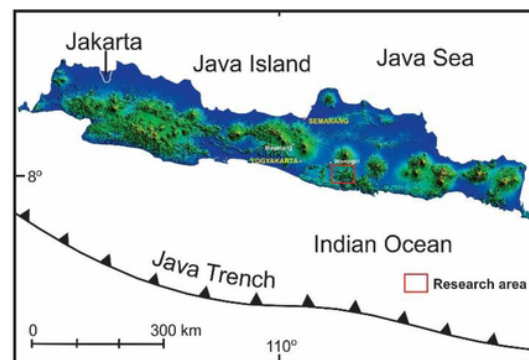 Jakarta
Java Island
Java Sea
SEMARANG
YOGYAKARTA
8°
Indian Ocean
Java Trench
Research area
0
300 km
110°